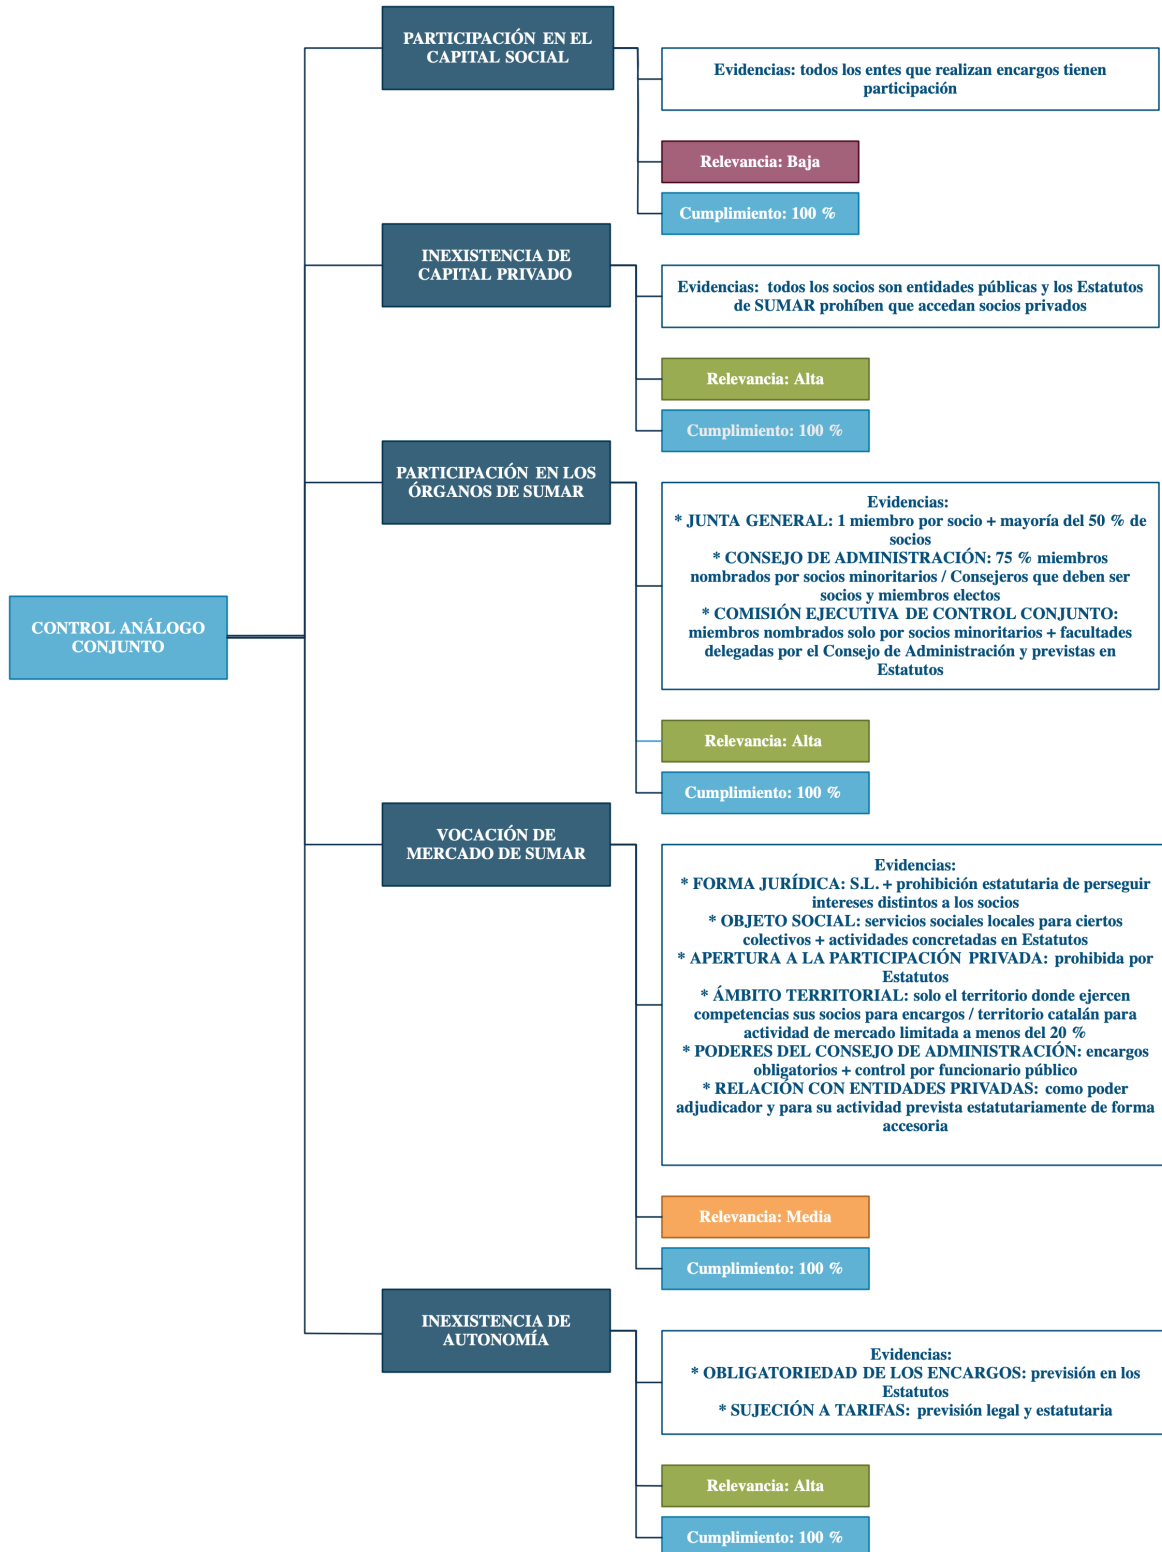 PARTICIPACIÓN EN EL
CAPITAL SOCIAL
Evidencias: todos los entes que realizan encargos tienen
participación
Relevancia: Baja
Cumplimiento: 100 %
INEXISTENCIA DE
CAPITAL PRIVADO
Evidencias: todos los socios son entidades públicas y los Estatutos
de SUMAR prohíben que accedan socios privados
Relevancia: Alta
Cumplimiento: 100 %
PARTICIPACIÓN EN LOS
ÓRGANOS DE SUMAR
Evidencias:
* JUNTA GENERAL: 1 miembro por socio + mayoría del 50 % de
socios
* CONSEJO DE ADMINISTRACIÓN: 75 % miembros
nombrados por socios minoritarios / Consejeros que deben ser
socios y miembros electos
* COMISIÓN EJECUTIVA DE CONTROL CONJUNTO:
miembros nombrados solo por socios minoritarios + facultades
delegadas por el Consejo de Administración y previstas en
Estatutos
CONTROL ANÁLOGO
CONJUNTO
Relevancia: Alta
Cumplimiento: 100 %
VOCACIÓN DE
MERCADO DE SUMAR
Evidencias:
* FORMA JURÍDICA: S.L. + prohibición estatutaria de perseguir
intereses distintos a los socios
* OBJETO SOCIAL: servicios sociales locales para ciertos
colectivos + actividades concretadas en Estatutos
* APERTURA A LA PARTICIPACIÓN PRIVADA: prohibida por
Estatutos
* ÁMBITO TERRITORIAL: solo el territorio donde ejercen
competencias sus socios para encargos / territorio catalán para
actividad de mercado limitada a menos del 20 %
* PODERES DEL CONSEJO DE ADMINISTRACIÓN: encargos
obligatorios + control por funcionario público
* RELACIÓN CON ENTIDADES PRIVADAS: como poder
adjudicador y para su actividad prevista estatutariamente de forma
accesoria
Relevancia: Media
Cumplimiento: 100 %
INEXISTENCIA DE
AUTONOMÍA
Evidencias:
* OBLIGATORIEDAD DE LOS ENCARGOS: previsión en los
Estatutos
* SUJECIÓN A TARIFAS: previsión legal y estatutaria
Relevancia: Alta
Cumplimiento: 100 %